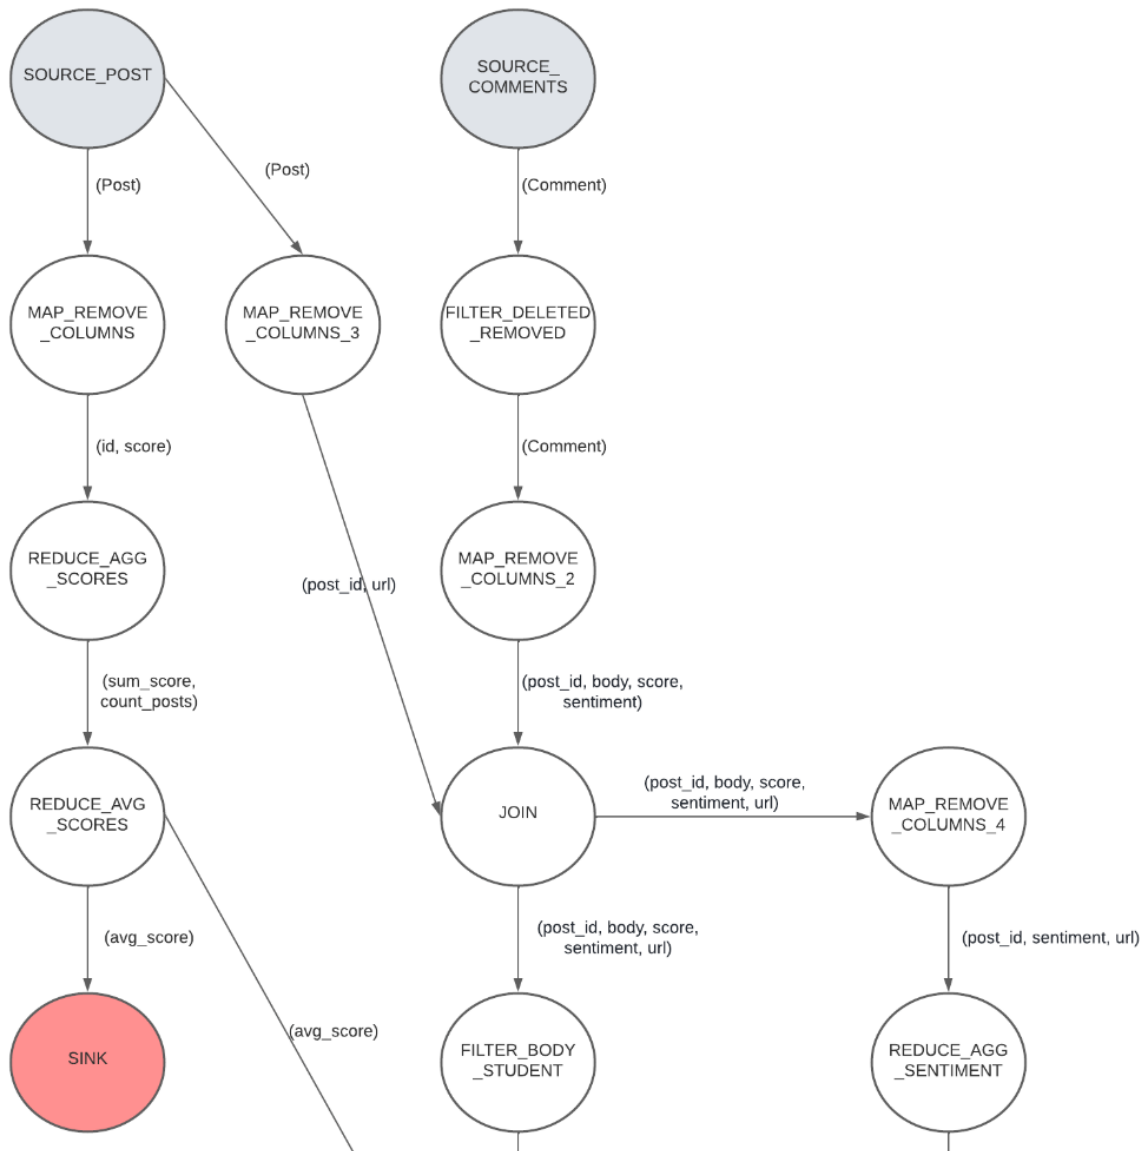 SOURCE_POST
SOURCE_
COMMENTS
(Post)
(Post)
(Comment)
MAP_REMOVE
_COLUMNS
MAP_REMOVE
_COLUMNS_3
FILTER_DELETED
_REMOVED
(id, score)
(Comment)
REDUCE_AGG
_SCORES
MAP_REMOVE
_COLUMNS_2
(post_id, url)
(sum_score,
count_posts)
(post_id, body, score,
sentiment)
REDUCE_AVG
_SCORES
JOIN
(post_id, body, score,
sentiment, url)
MAP_REMOVE
_COLUMNS_4
(avg_score)
(post_id, body, score,
sentiment, url)
(post_id, sentiment, url)
SINK
(avg_score)
FILTER_BODY
_STUDENT
REDUCE_AGG
_SENTIMENT